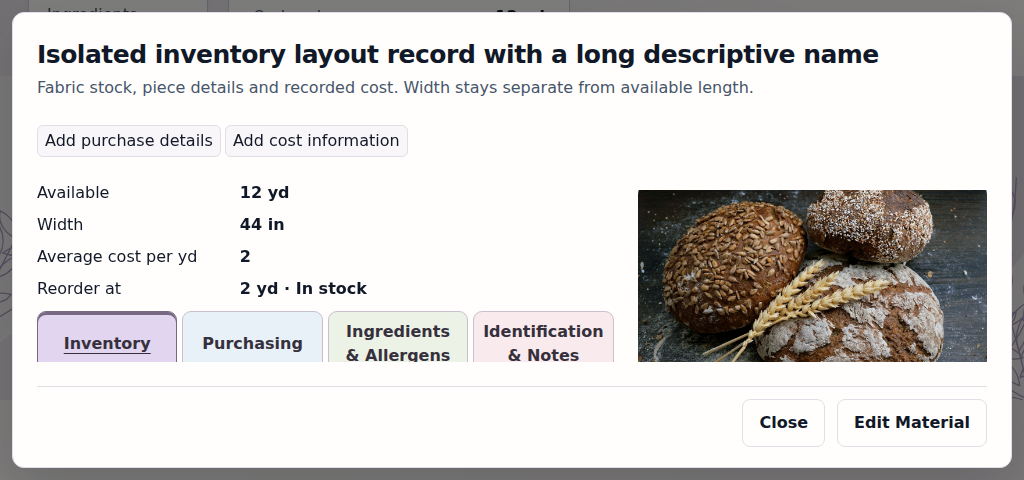 Isolated inventory layout record with a long descriptive name
Fabric stock, piece details and recorded cost. Width stays separate from available length.
Add purchase details
Add cost information
Available 12 yd
Width 44 in
Average cost per yd 2
Reorder at 2 yd · In stock
Inventory
Purchasing
Ingredients
& Allergens
Identification
& Notes
Close
Edit Material